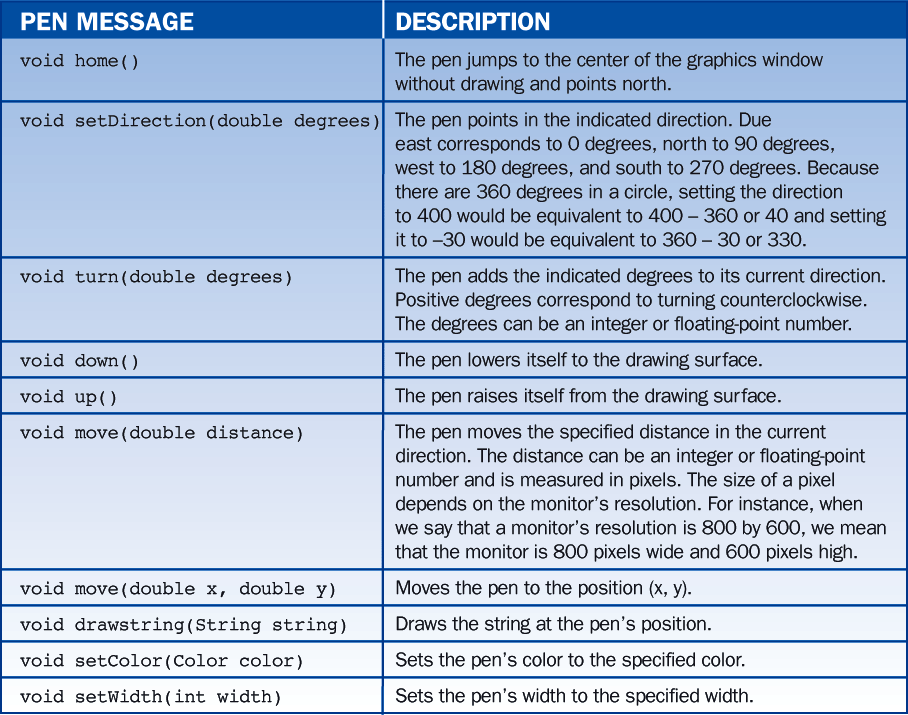 PEN MESSAGE DESCRIPTION
void home() The pen jumps to the center of the graphics window
without drawing and points north.
void setDirection(double degrees) The pen points in the indicated direction. Due
east corresponds to 0 degrees, north to 90 degrees,
west to 180 degrees, and south to 270 degrees. Because
there are 360 degrees in a circle, setting the direction
to 400 would be equivalent to 400 – 360 or 40 and setting
it to –30 would be equivalent to 360 – 30 or 330.
void turn(double degrees) The pen adds the indicated degrees to its current direction.
Positive degrees correspond to turning counterclockwise.
The degrees can be an integer or floating-point number.
void down() The pen lowers itself to the drawing surface.
void up() The pen raises itself from the drawing surface.
void move(double distance) The pen moves the specified distance in the current
direction. The distance can be an integer or floating-point
number and is measured in pixels. The size of a pixel
depends on the monitor's resolution. For instance, when
we say that a monitor's resolution is 800 by 600, we mean
that the monitor is 800 pixels wide and 600 pixels high.
void move(double x, double y) Moves the pen to the position (x, y).
void drawstring(String string) Draws the string at the pen's position.
void setColor(Color color) Sets the pen's color to the specified color.
void setWidth(int width) Sets the pen's width to the specified width.